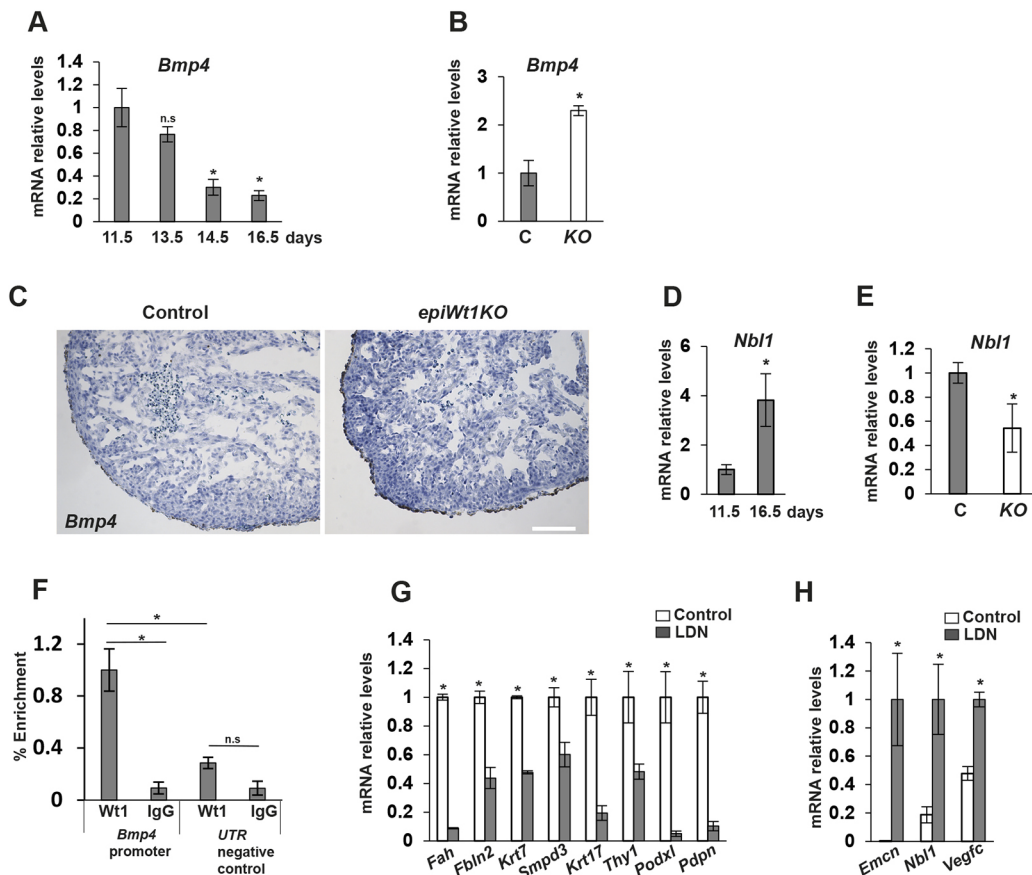 A
Bmp4
mRNA relative levels
1.4
1.2
1
0.8
0.6
0.4
0.2
0
n.s
*
*
11.5 13.5 14.5 16.5 days
B
Bmp4
mRNA relative levels
3
2
1
0
*
C KO
C
Control epiWt1KO
Bmp4
D
Nbl1
mRNA relative levels
6
4
2
0
*
11.5 16.5 days
E
Nbl1
mRNA relative levels
1.2
1
0.8
0.6
0.4
0.2
0
*
C KO
F
% Enrichment
1.2
0.8
0.4
0
*
*
n.s
Wt1 IgG Wt1 IgG
Bmp4 promoter
UTR negative control
G
Control
LDN
mRNA relative levels
1.4
1.2
1
0.8
0.6
0.4
0.2
0
* * * * * * * *
Fah Fbln2 Krt7 Smpd3 Krt17 Thy1 Podxl Pdpn
H
Control
LDN
mRNA relative levels
1.4
1.2
1
0.8
0.6
0.4
0.2
0
* * *
Emcn Nbl1 Vegfc